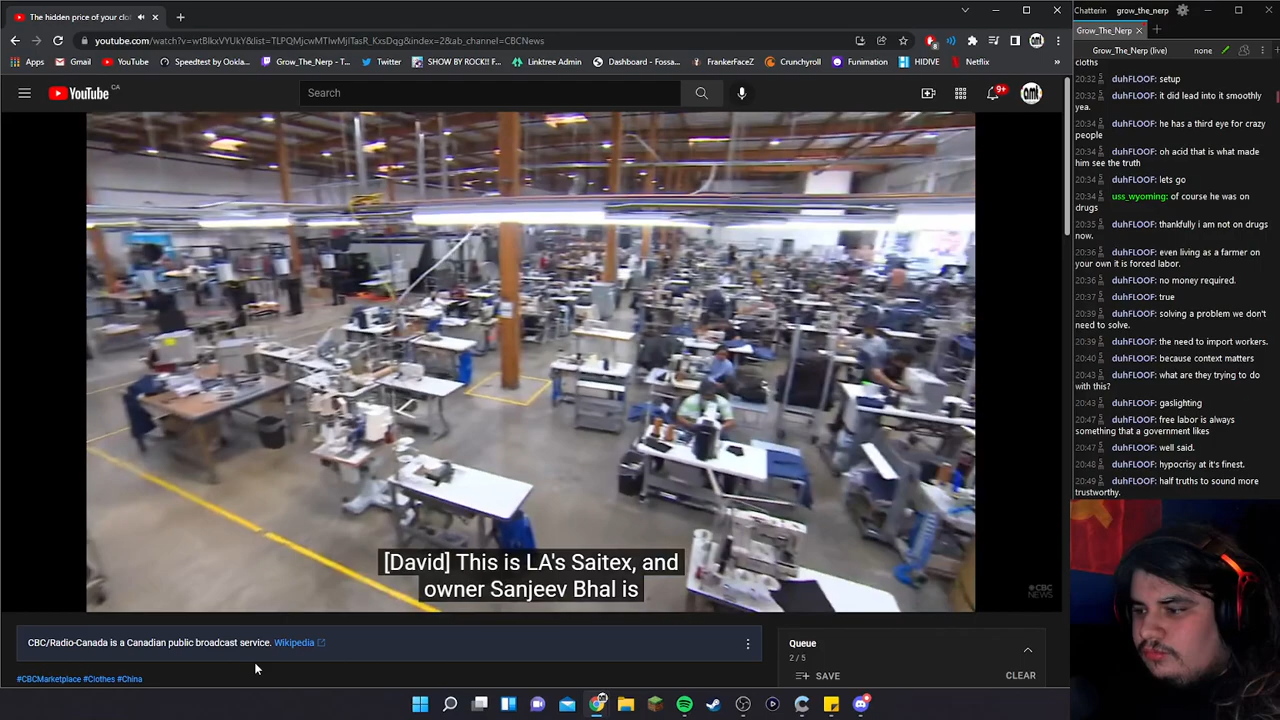 The hidden price of your clot
youtube.com/watch?v=wtBlkxVYUkY&list=TLPQMjcwMTIwMjITasR_KxsDqg&index=2&ab_channel=CBCNews
Apps Gmail YouTube Speedtest by Ookla... Grow_The_Nerp - T... Twitter SHOW BY ROCK!! F... Linktree Admin Dashboard - Fossa... FrankerFaceZ Crunchyroll Funimation HIDIVE Netflix »
YouTube CA
Search
9+
omt
[David] This is LA's Saitex, and
owner Sanjeev Bhal is
CBC NEWS
CBC/Radio-Canada is a Canadian public broadcast service. Wikipedia
#CBCMarketplace #Clothes #China
Queue
2 / 5
SAVE
CLEAR
Chatterin grow_the_nerp
Grow_The_Nerp
Grow_The_Nerp (live) none
cloths
20:32 duhFLOOF: setup
20:32 duhFLOOF: it did lead into it smoothly
yea.
20:34 duhFLOOF: he has a third eye for crazy
people
20:34 duhFLOOF: oh acid that is what made
him see the truth
20:34 duhFLOOF: lets go
20:34 uss_wyoming: of course he was on
drugs
20:35 duhFLOOF: thankfully i am not on drugs
now.
20:36 duhFLOOF: even living as a farmer on
your own it is forced labor.
20:36 duhFLOOF: no money required.
20:37 duhFLOOF: true
20:39 duhFLOOF: solving a problem we don't
need to solve.
20:39 duhFLOOF: the need to import workers.
20:40 duhFLOOF: because context matters
20:43 duhFLOOF: what are they trying to do
with this?
20:43 duhFLOOF: gaslighting
20:47 duhFLOOF: free labor is always
something that a government likes
20:47 duhFLOOF: well said.
20:48 duhFLOOF: hypocrisy at it's finest.
20:49 duhFLOOF: half truths to sound more
trustworthy.